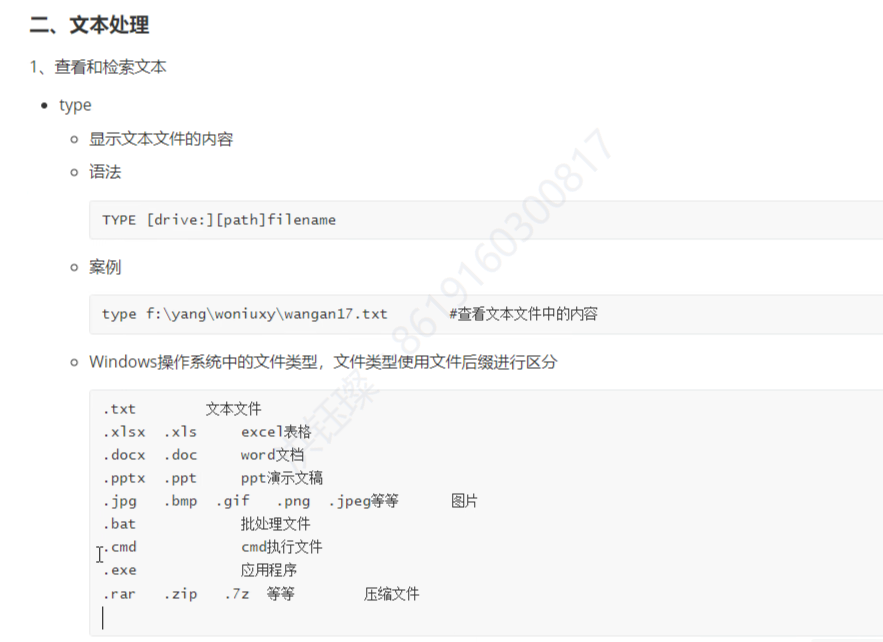 二、文本处理
1、查看和检索文本
type
显示文本文件的内容
语法
TYPE [drive:][path]filename
案例
type f:\yang\woniuxy\wangan17.txt #查看文本文件中的内容
Windows操作系统中的文件类型，文件类型使用文件后缀进行区分
.txt 文本文件
.xlsx .xls excel表格
.docx .doc word文档
.pptx .ppt ppt演示文稿
.jpg .bmp .gif .png .jpeg等等 图片
.bat 批处理文件
.cmd cmd执行文件
.exe 应用程序
.rar .zip .7z 等等 压缩文件
钰璨 8619160300817